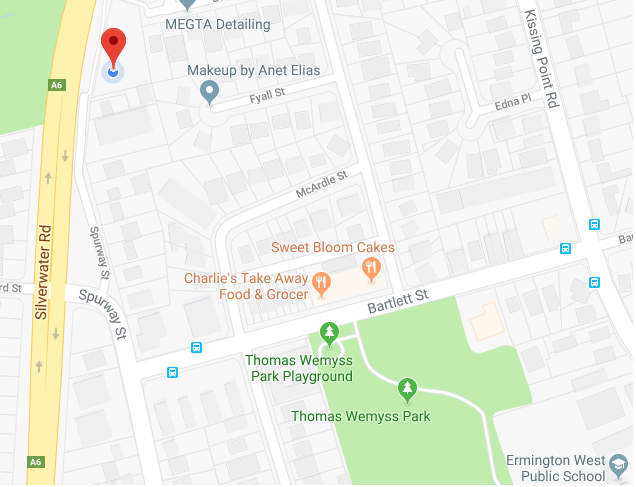 MEGTA Detailing
Kissing Point Rd
A6
Makeup by Anet Elias
Fyall St
Edna Pl
McArdle St
Spurway St
Silverwater Rd
Sweet Bloom Cakes
Charlie's Take Away
Food & Grocer
Ba
rd St
Spurway St
Bartlett St
Thomas Wemyss
Park Playground
Thomas Wemyss Park
A6
Ermington West
Public School